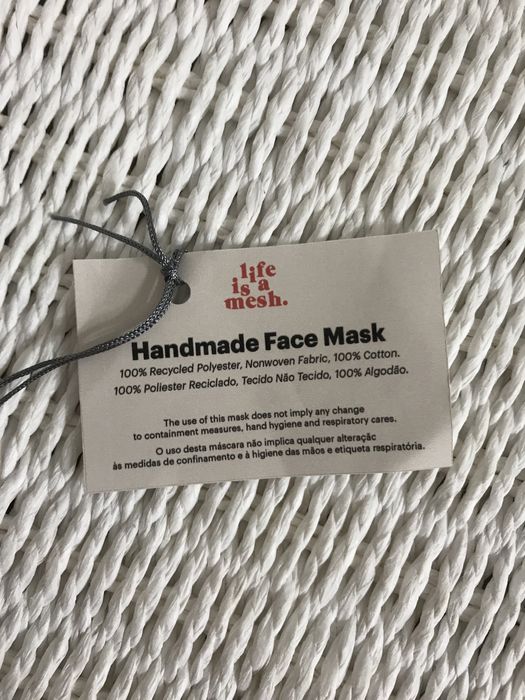 life
is a
mesh.
Handmade Face Mask
100% Recycled Polyester, Nonwoven Fabric, 100% Cotton.
100% Poliester Reciclado, Tecido Não Tecido, 100% Algodão.
The use of this mask does not imply any change
to containment measures, hand hygiene and respiratory cares.
O uso desta máscara não implica qualquer alteração
às medidas de confinamento e à higiene das mãos e etiqueta respiratória.